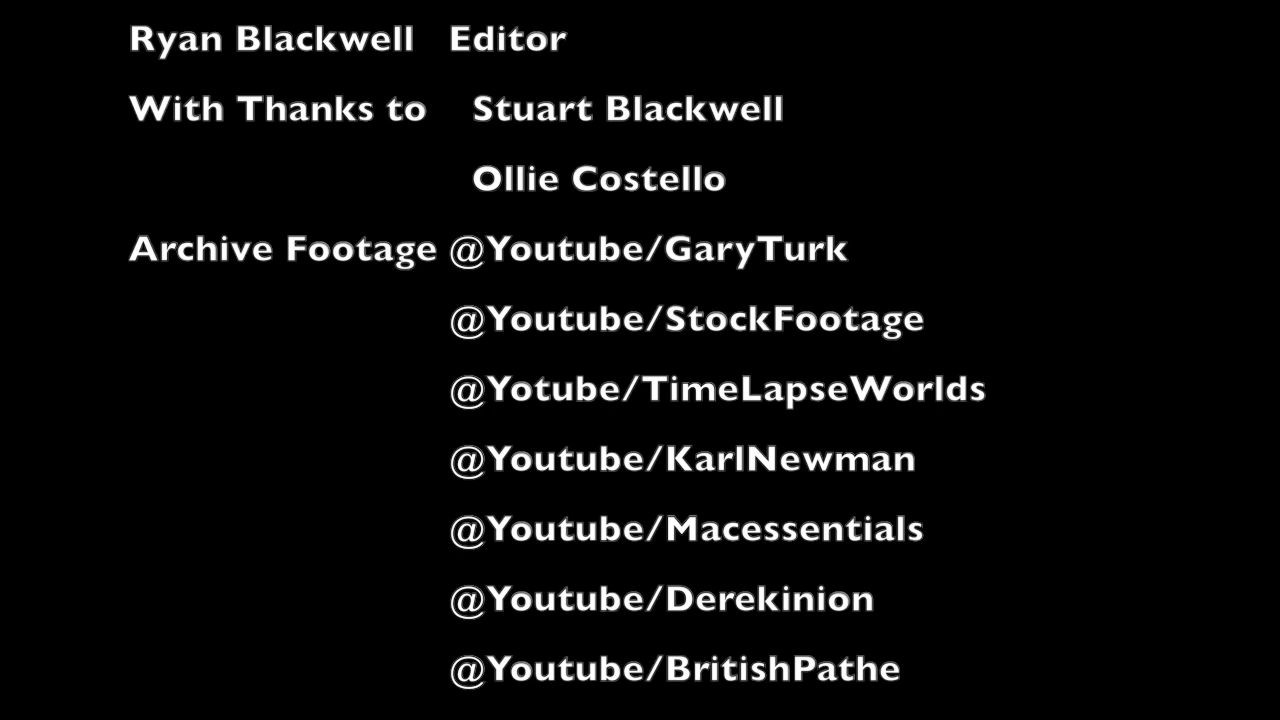 Ryan Blackwell Editor
With Thanks to Stuart Blackwell
Ollie Costello
Archive Footage @Youtube/GaryTurk
@Youtube/StockFootage
@Yotube/TimeLapseWorlds
@Youtube/KarlNewman
@Youtube/Macessentials
@Youtube/Derekinion
@Youtube/BritishPathe